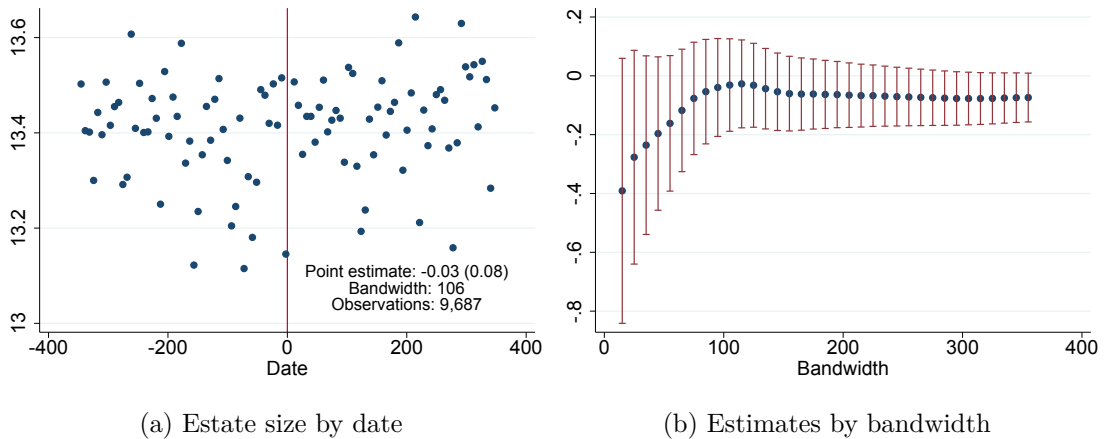 13.6
13.4
13.2
13
-400
-200
0
200
400
Date
Point estimate: -0.03 (0.08)
Bandwidth: 106
Observations: 9,687
(a) Estate size by date
.2
0
-.2
-.4
-.6
-.8
0
100
200
300
400
Bandwidth
(b) Estimates by bandwidth